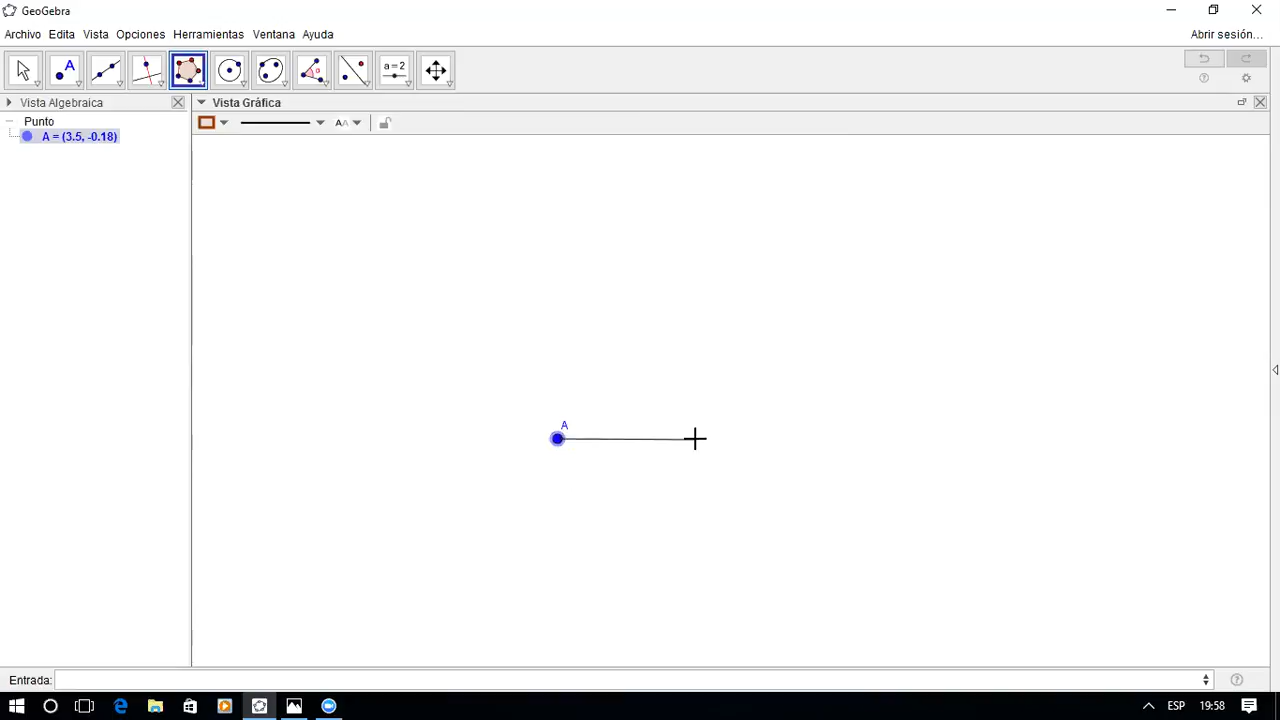 GeoGebra
Archivo Edita Vista Opciones Herramientas Ventana Ayuda
Abrir sesión...
A
a = 2
Vista Algebraica
Vista Gráfica
AA
Punto
A = (3.5, -0.18)
A
Entrada:
ESP 19:58